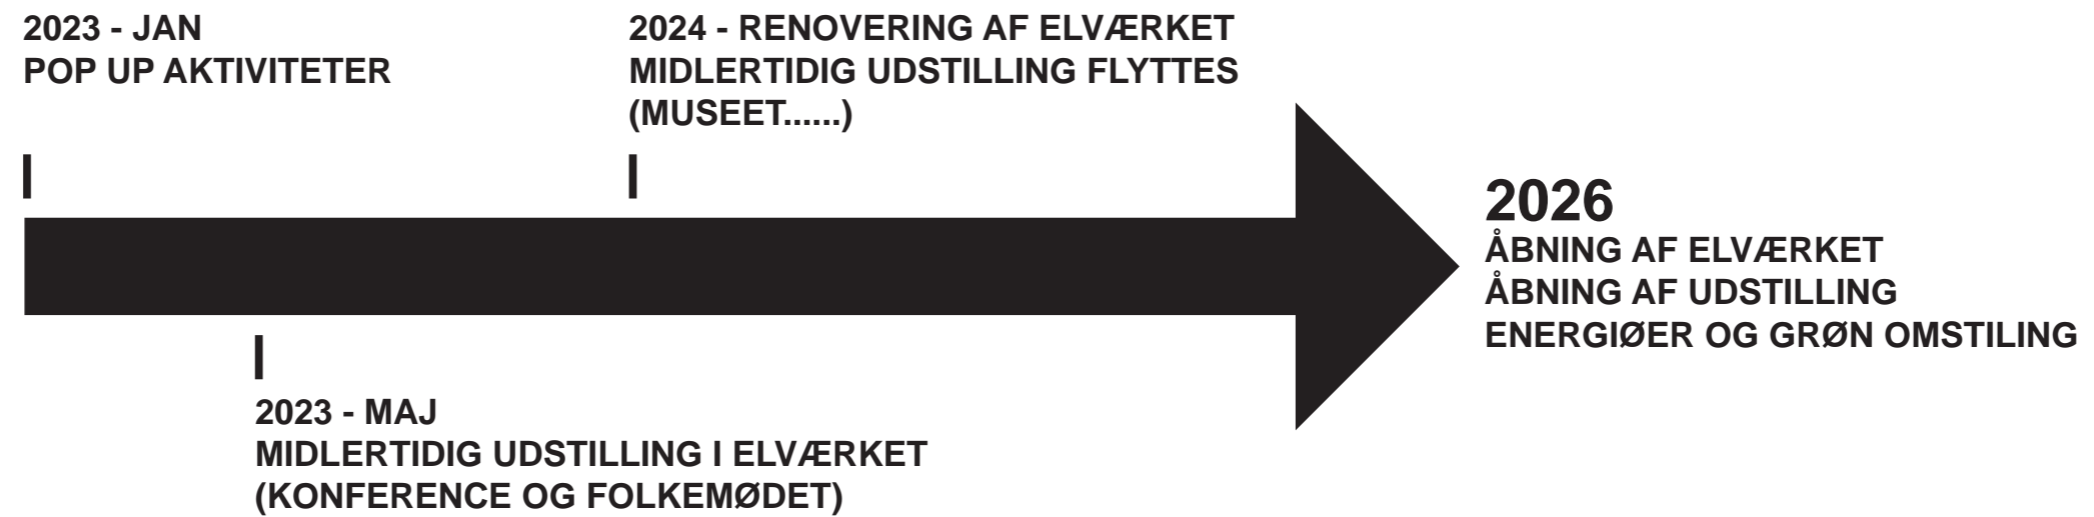 2023 - JAN
POP UP AKTIVITETER
2024 - RENOVERING AF ELVÆRKET
MIDLERTIDIG UDSTILLING FLYTTES
(MUSEET......)
2026
ÅBNING AF ELVÆRKET
ÅBNING AF UDSTILLING
ENERGIØER OG GRØN OMSTILING
2023 - MAJ
MIDLERTIDIG UDSTILLING I ELVÆRKET
(KONFERENCE OG FOLKEMØDET)